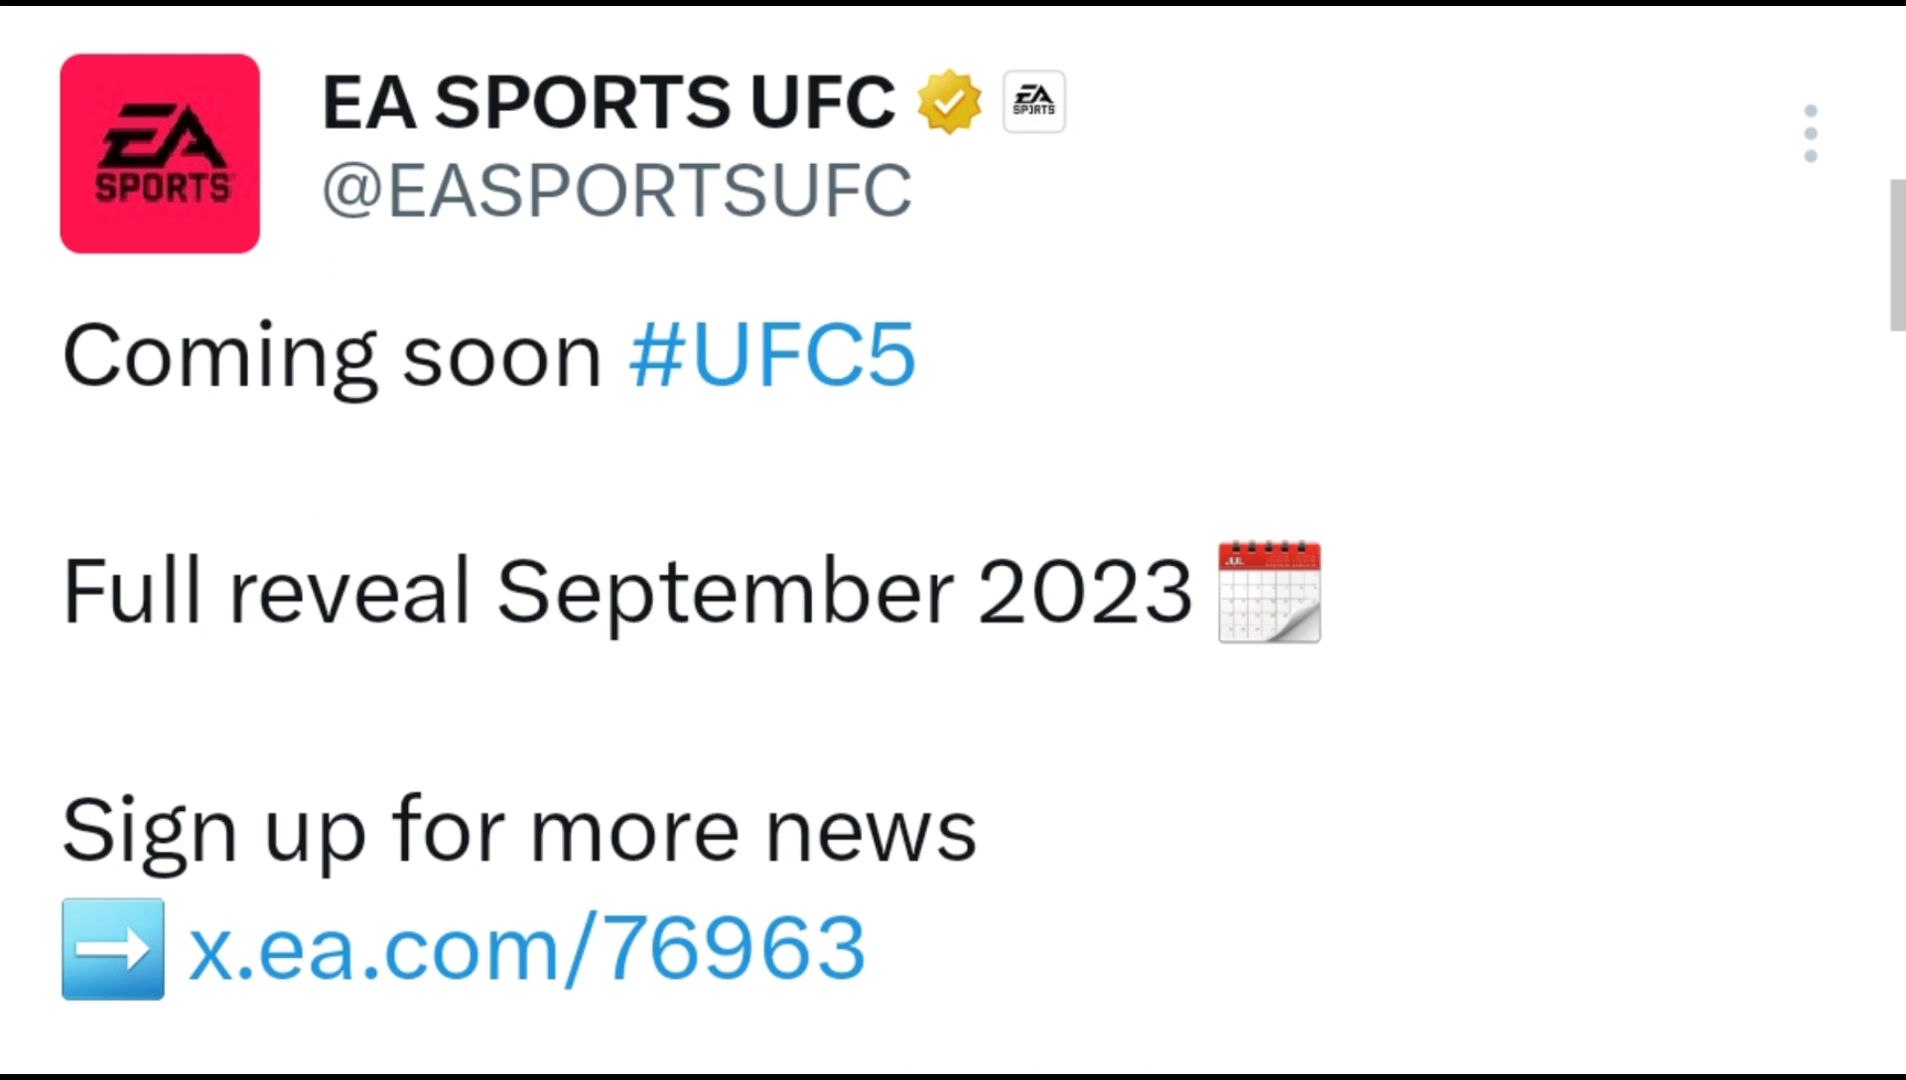 EA SPORTS
EA SPORTS UFC
EA SPORTS
@EASPORTSUFC
Coming soon #UFC5
Full reveal September 2023
JUL
Sign up for more news
➡️ x.ea.com/76963